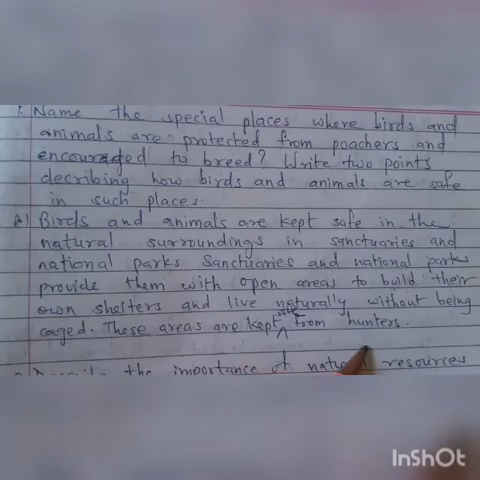 1. Name the special places where birds and
animals are protected from poachers and
encouraged to breed? Write two points
decribing how birds and animals are safe
in such places.
A) Birds and animals are kept safe in the
natural surroundings in sanctuaries and
national parks. Sanctuaries and national parks
provide them with open areas to build their
own shelters and live naturally without being
caged. These areas are kept safe from hunters.
the importance of natural resources
InShOt